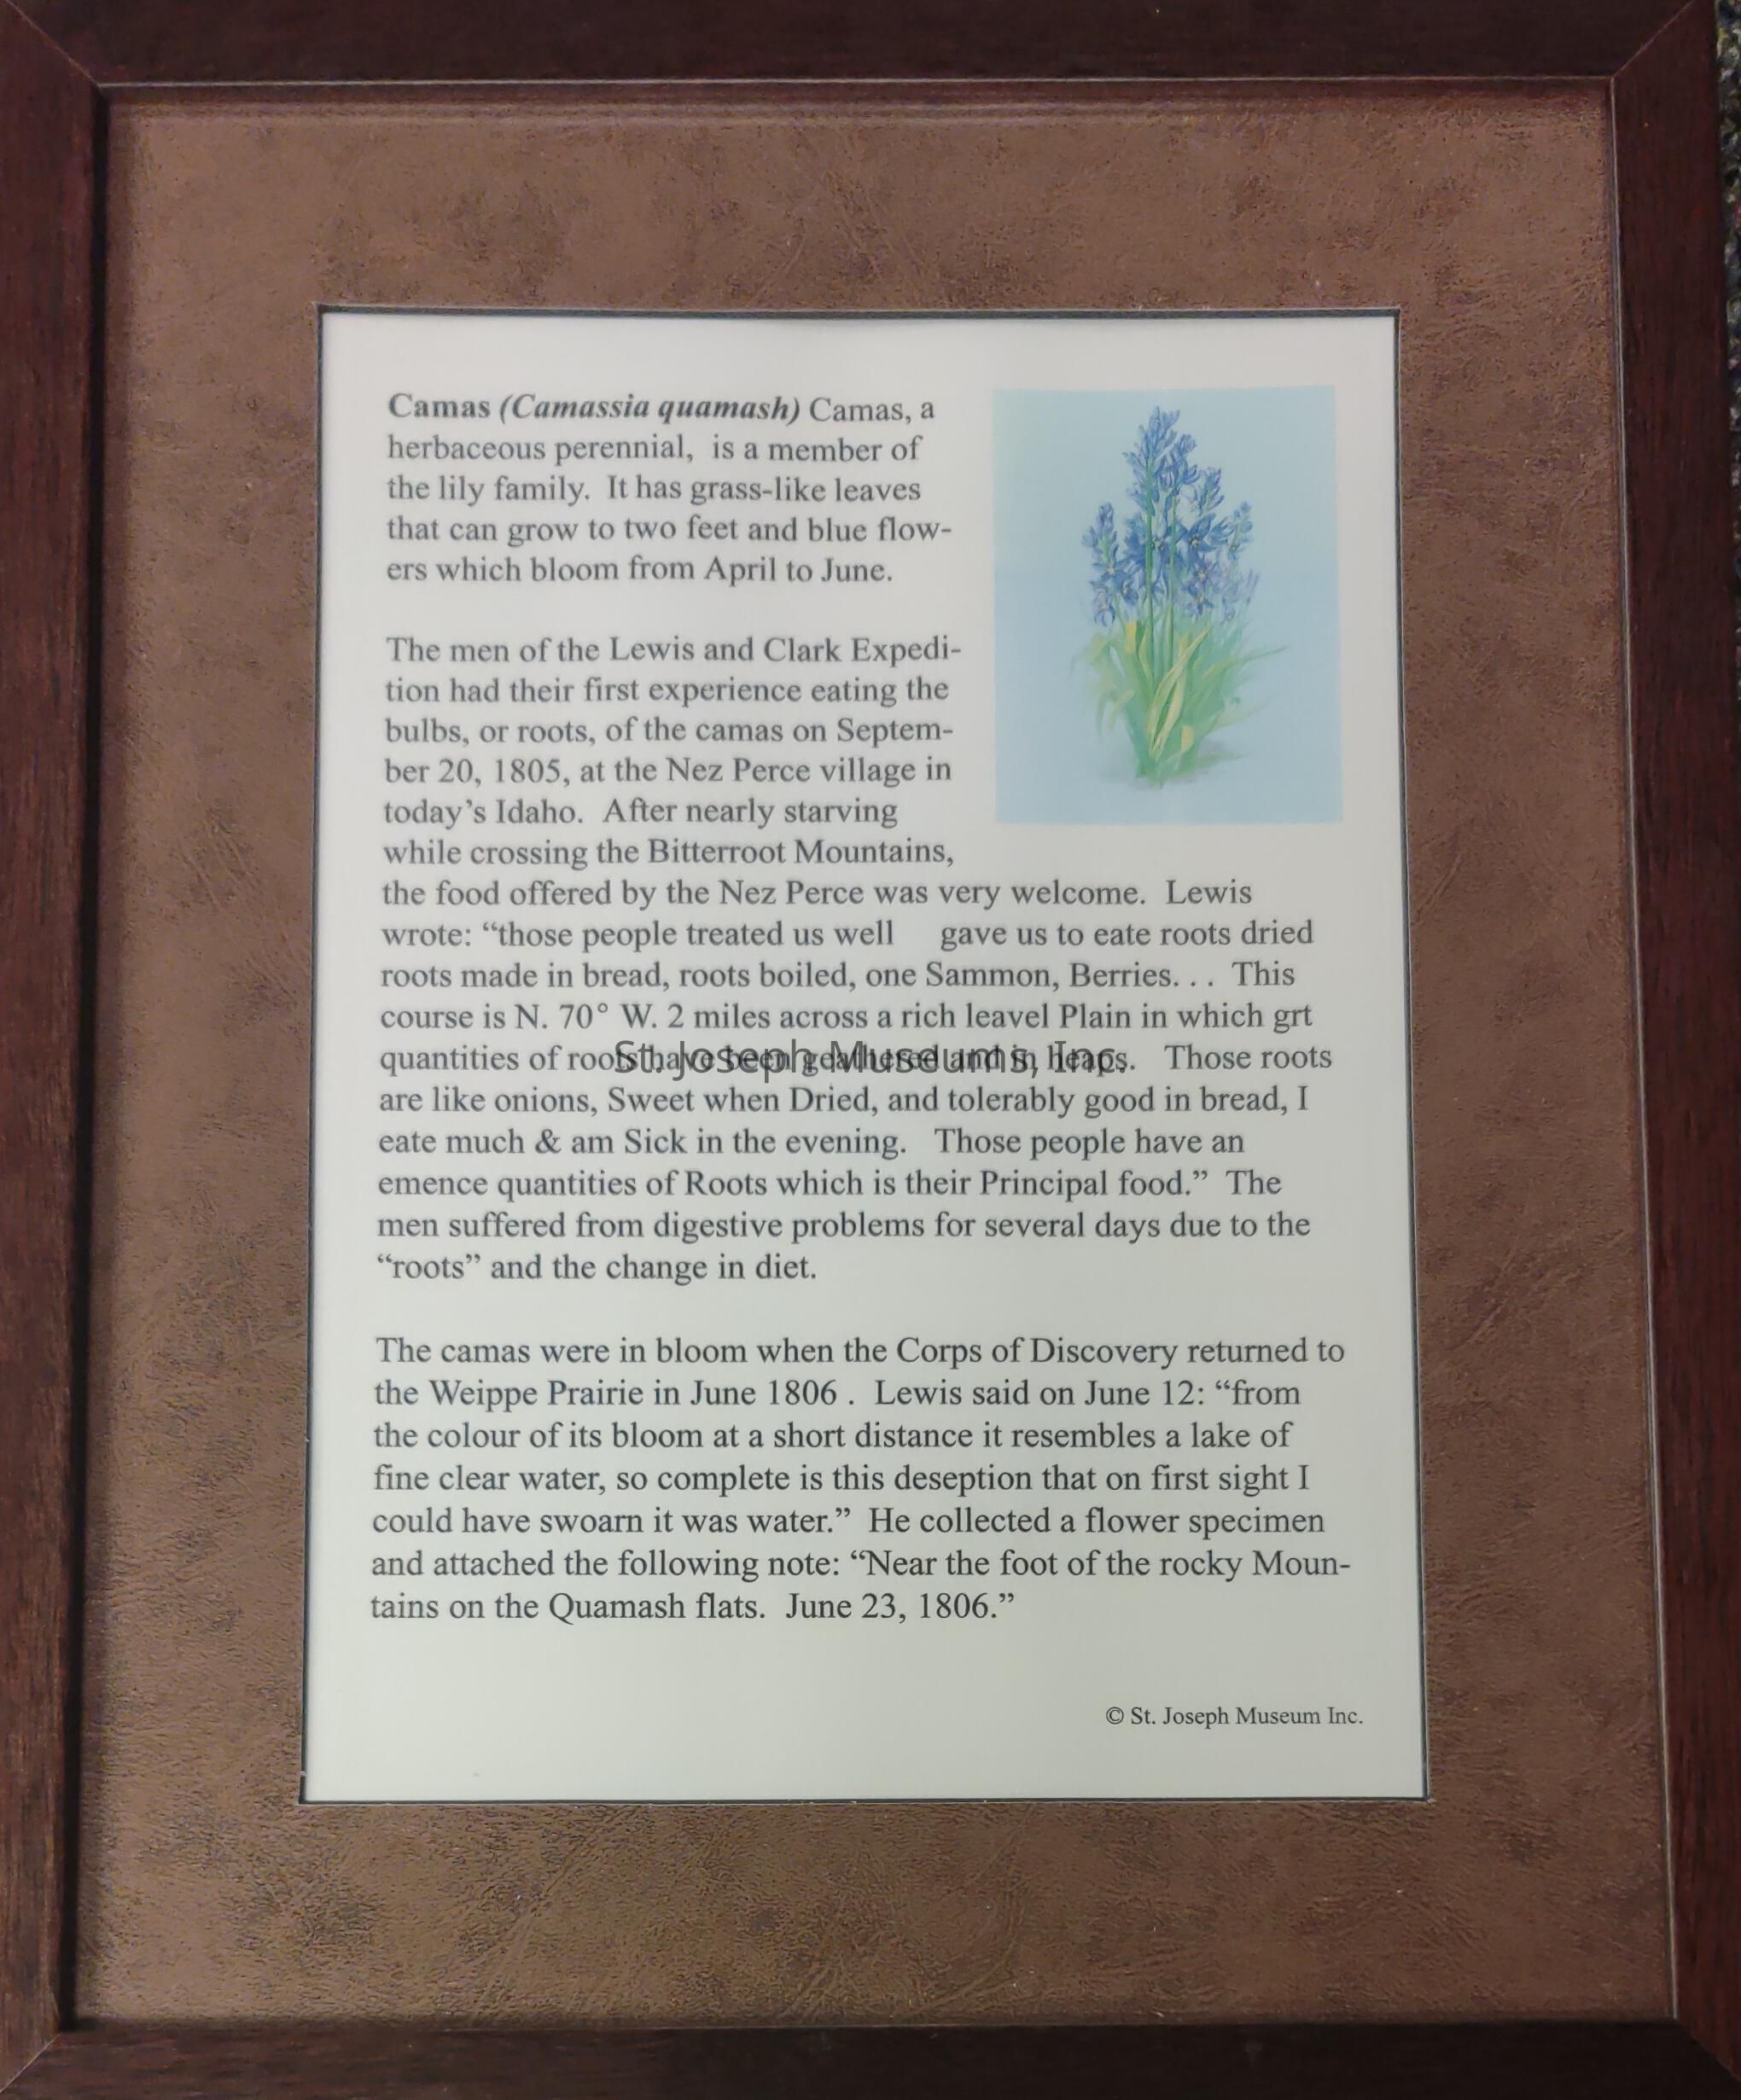 Camas (Camassia quamash) Camas, a
herbaceous perennial, is a member of
the lily family. It has grass-like leaves
that can grow to two feet and blue flow-
ers which bloom from April to June.
The men of the Lewis and Clark Expedi-
tion had their first experience eating the
bulbs, or roots, of the camas on Septem-
ber 20, 1805, at the Nez Perce village in
today's Idaho. After nearly starving
while crossing the Bitterroot Mountains,
the food offered by the Nez Perce was very welcome. Lewis
wrote: “those people treated us well gave us to eate roots dried
roots made in bread, roots boiled, one Sammon, Berries. . . This
course is N. 70° W. 2 miles across a rich leavel Plain in which grt
quantities of roots have been geathered and in heaps. Those roots
St. Joseph Museums, Inc.
are like onions, Sweet when Dried, and tolerably good in bread, I
eate much & am Sick in the evening. Those people have an
emence quantities of Roots which is their Principal food.” The
men suffered from digestive problems for several days due to the
“roots” and the change in diet.
The camas were in bloom when the Corps of Discovery returned to
the Weippe Prairie in June 1806 . Lewis said on June 12: “from
the colour of its bloom at a short distance it resembles a lake of
fine clear water, so complete is this deseption that on first sight I
could have swoarn it was water.” He collected a flower specimen
and attached the following note: “Near the foot of the rocky Moun-
tains on the Quamash flats. June 23, 1806.”
© St. Joseph Museum Inc.